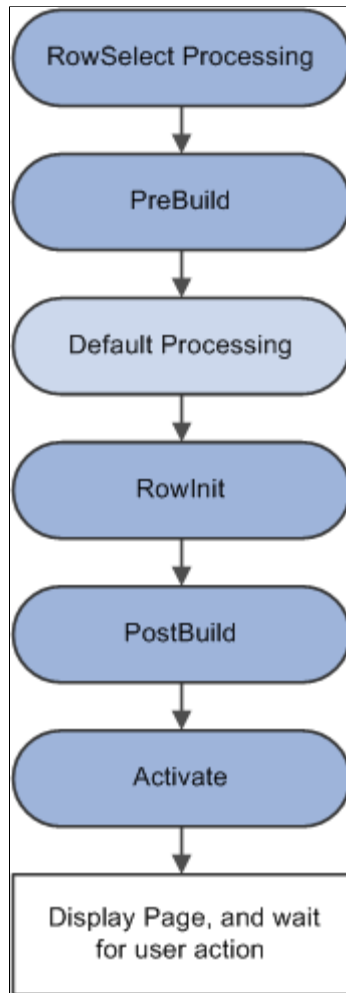 RowSelect Processing
PreBuild
Default Processing
RowInit
PostBuild
Activate
Display Page, and wait
for user action